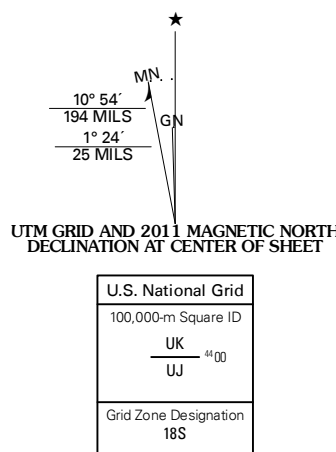 ★
MN
10° 54´
194 MILS
GN
1° 24´
25 MILS
UTM GRID AND 2011 MAGNETIC NORTH
DECLINATION AT CENTER OF SHEET
U.S. National Grid
100,000-m Square ID
UK
4400
UJ
Grid Zone Designation
18S